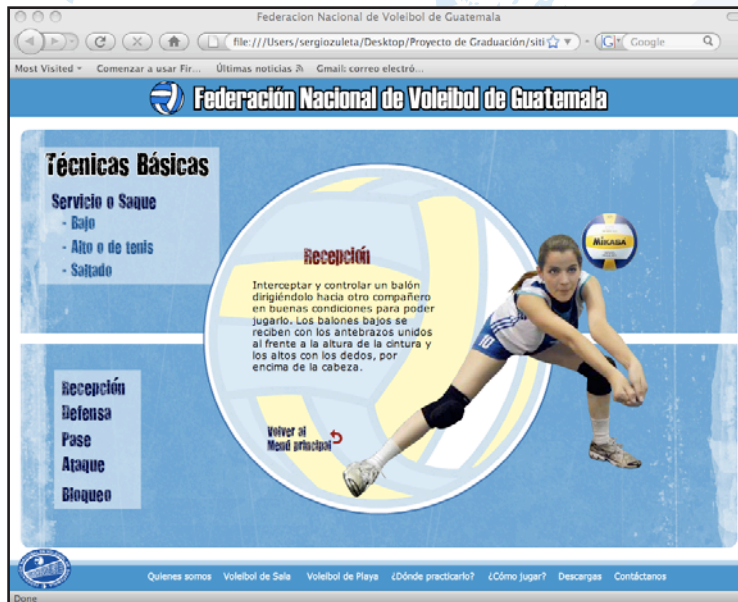 Federacion Nacional de Voleibol de Guatemala
file:///Users/sergiozuleta/Desktop/Proyecto de Graduación/siti
Google
Most Visited
Comenzar a usar Fir...
Últimas noticias
Gmail: correo electró...
Federación Nacional de Voleibol de Guatemala
Técnicas Básicas
Servicio o Saque
- Bajo
- Alto o de tenis
- Saltado
MIKASA
Recepción
Interceptar y controlar un balón
dirigiéndolo hacia otro compañero
en buenas condiciones para poder
jugarlo. Los balones bajos se
reciben con los antebrazos unidos
al frente a la altura de la cintura y
los altos con los dedos, por
encima de la cabeza.
10
Volver al
Menú principal
Recepción
Defensa
Pase
Ataque
Bloqueo
Quienes somos
Voleibol de Sala
Voleibol de Playa
¿Dónde practicarlo?
¿Cómo jugar?
Descargas
Contáctanos
Done